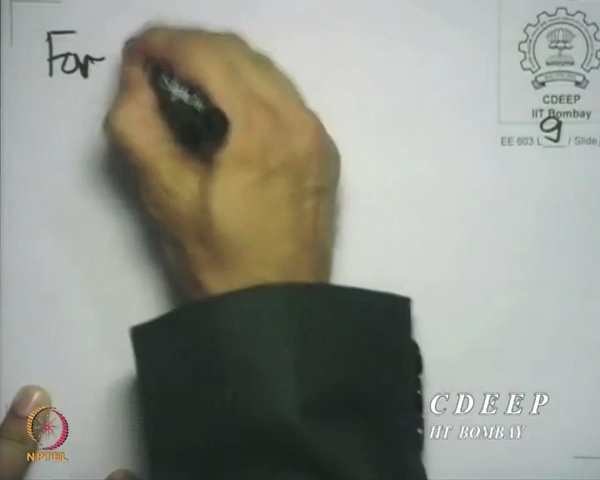 For
CDEEP
IIT Bombay
EE 603 L 9 / Slide
CDEEP
IIT BOMBAY
NPTEL